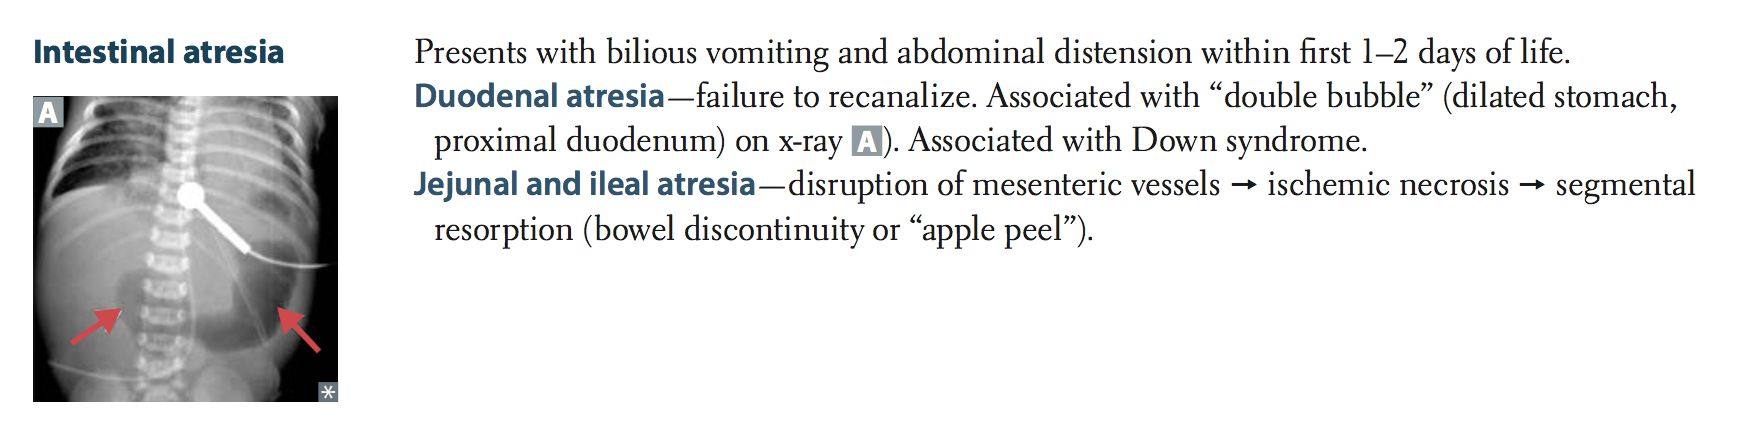 Intestinal atresia
A
*
Presents with bilious vomiting and abdominal distension within first 1–2 days of life.
Duodenal atresia—failure to recanalize. Associated with “double bubble” (dilated stomach,
proximal duodenum) on x-ray A). Associated with Down syndrome.
Jejunal and ileal atresia—disruption of mesenteric vessels → ischemic necrosis → segmental
resorption (bowel discontinuity or “apple peel”).